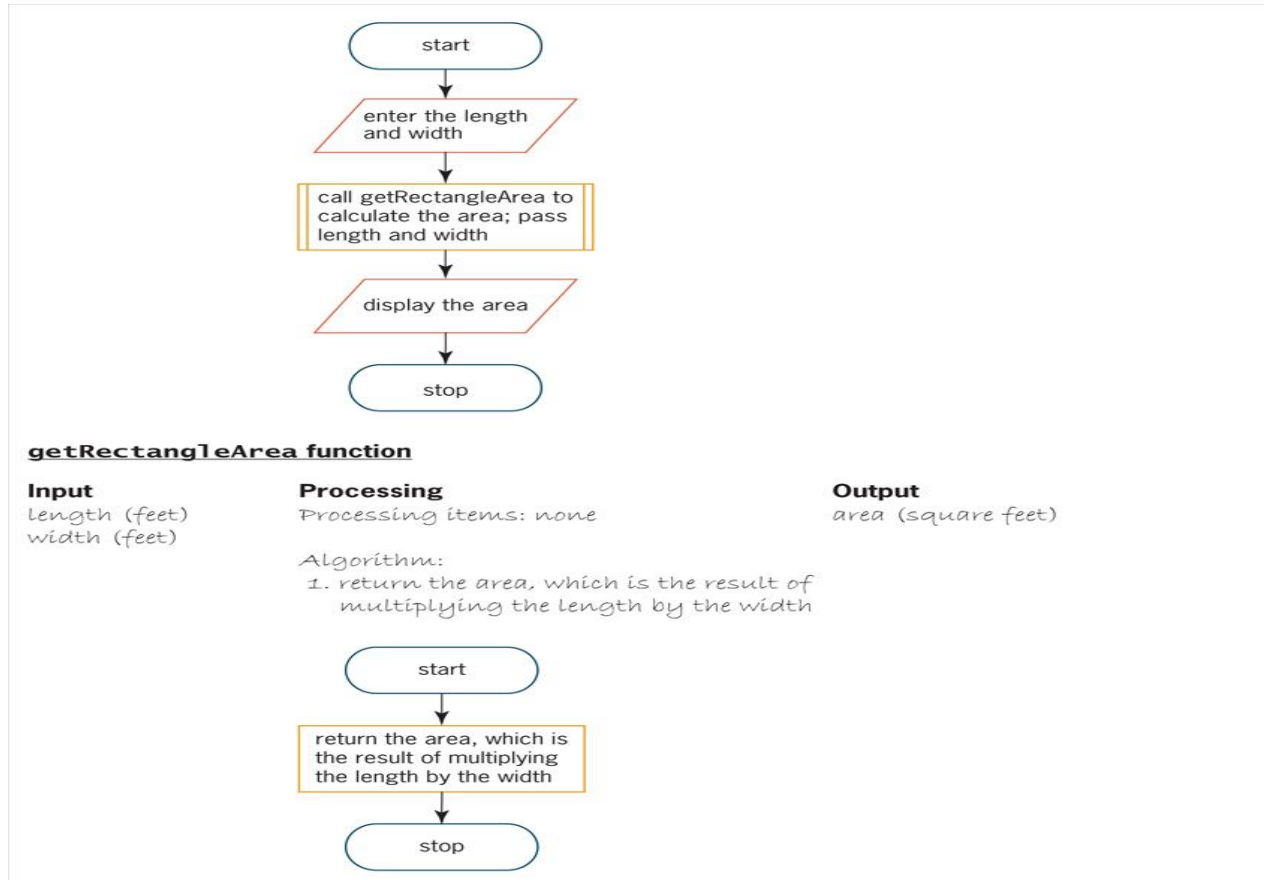 start
enter the length
and width
call getRectangleArea to
calculate the area; pass
length and width
display the area
stop
getRectangleArea function
Input
length (feet)
width (feet)
Processing
Processing items: none
Algorithm:
1. return the area, which is the result of
multiplying the length by the width
Output
area (square feet)
start
return the area, which is
the result of multiplying
the length by the width
stop